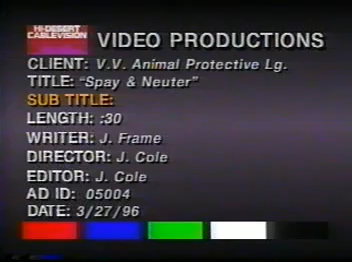 HI-DESERT
CABLEVISION
VIDEO PRODUCTIONS
CLIENT: V.V. Animal Protective Lg.
TITLE: "Spay & Neuter"
SUB TITLE:
LENGTH: :30
WRITER: J. Frame
DIRECTOR: J. Cole
EDITOR: J. Cole
AD ID: 05004
DATE: 3/27/96